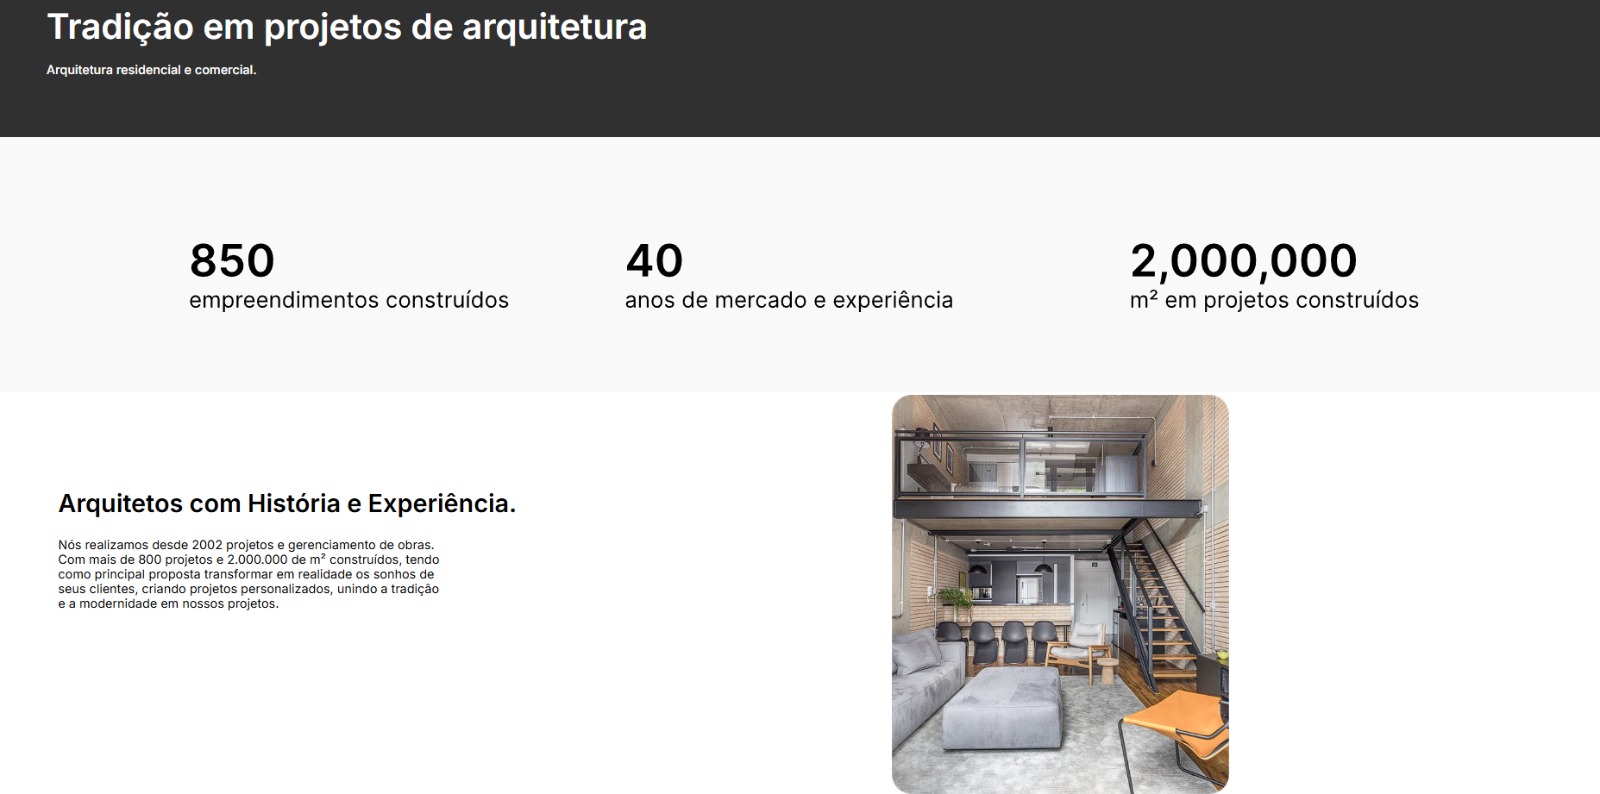 Tradição em projetos de arquitetura
Arquitetura residencial e comercial.
850
empreendimentos construídos
40
anos de mercado e experiência
2,000,000
m² em projetos construídos
Arquitetos com História e Experiência.
Nós realizamos desde 2002 projetos e gerenciamento de obras.
Com mais de 800 projetos e 2.000.000 de m² construídos, tendo
como principal proposta transformar em realidade os sonhos de
seus clientes, criando projetos personalizados, unindo a tradição
e a modernidade em nossos projetos.